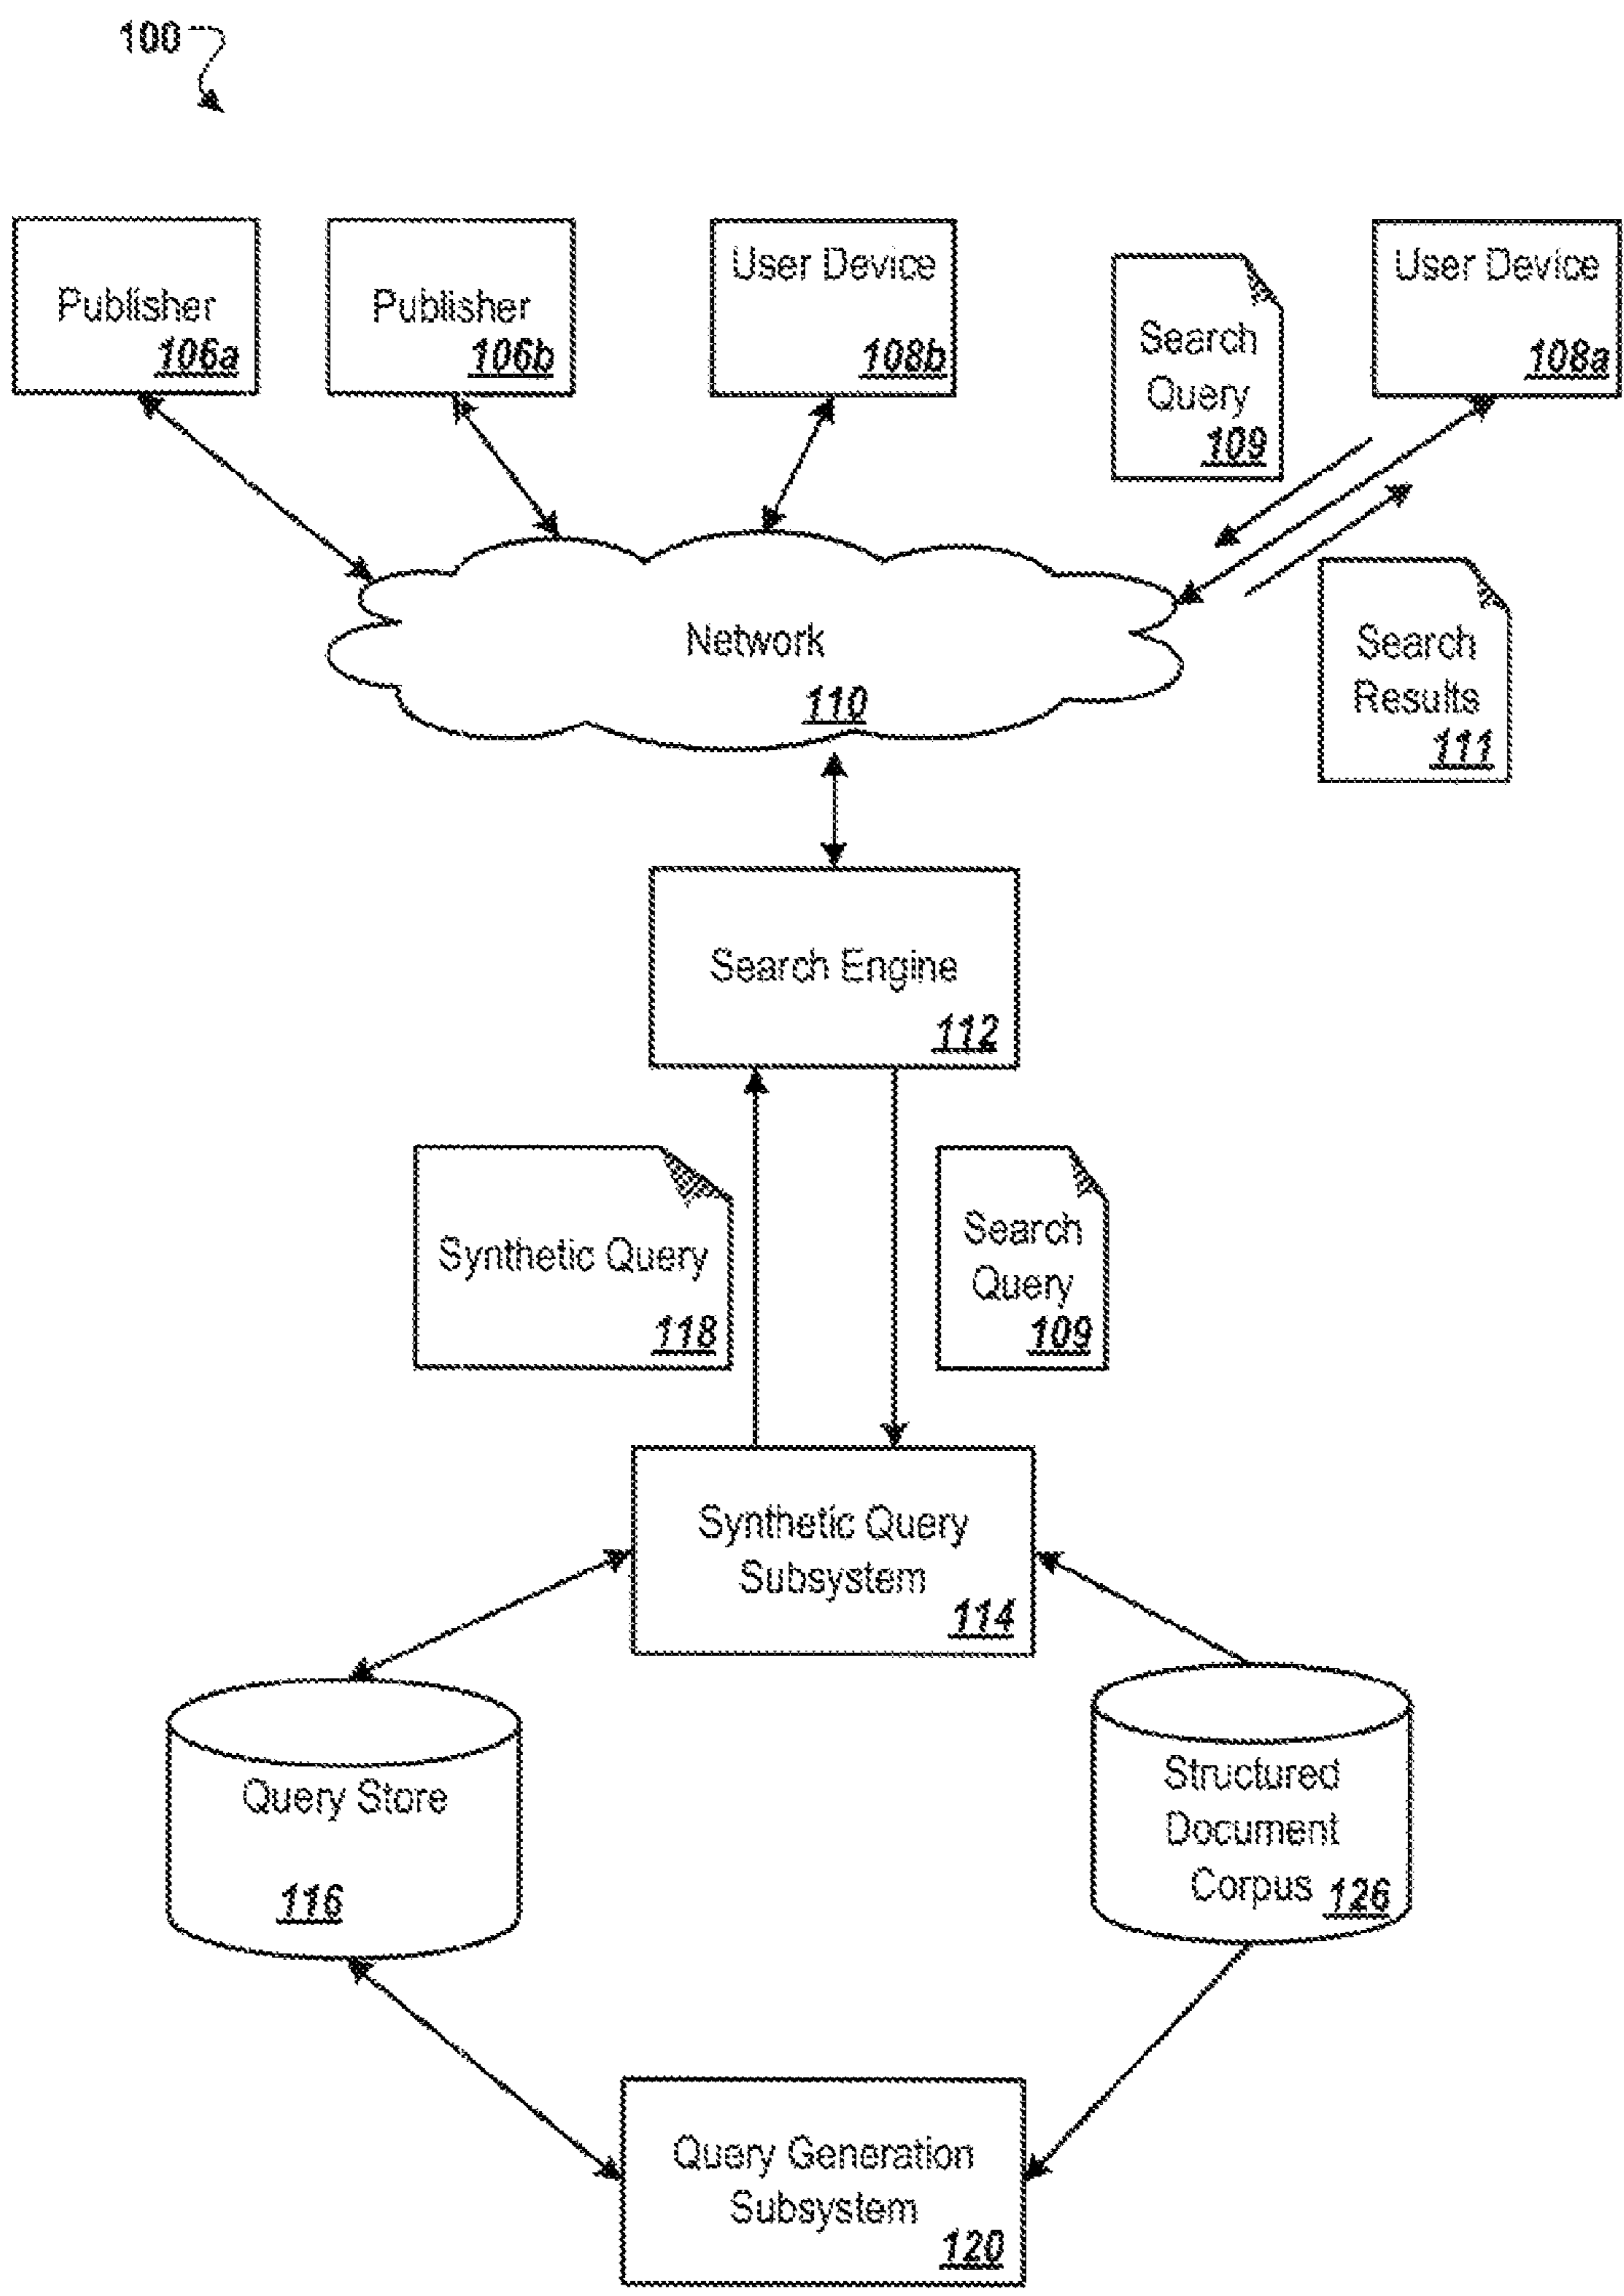 100
Publisher
106a
Publisher
106b
User Device
108b
Search
Query
109
User Device
108a
Search
Results
111
Network
110
Search Engine
112
Synthetic Query
118
Search
Query
109
Synthetic Query
Subsystem
114
Query Store
116
Structured
Document
Corpus
126
Query Generation
Subsystem
120